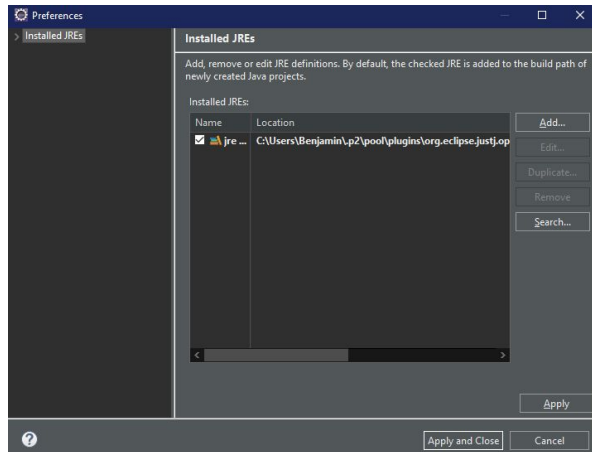 Preferences
Installed JREs
Installed JREs
Add, remove or edit JRE definitions. By default, the checked JRE is added to the build path of
newly created Java projects.
Installed JREs:
Name Location
jre ... C:\Users\Benjamin\.p2\pool\plugins\org.eclipse.justj.op
Add...
Edit...
Duplicate...
Remove
Search...
Apply
? Apply and Close Cancel